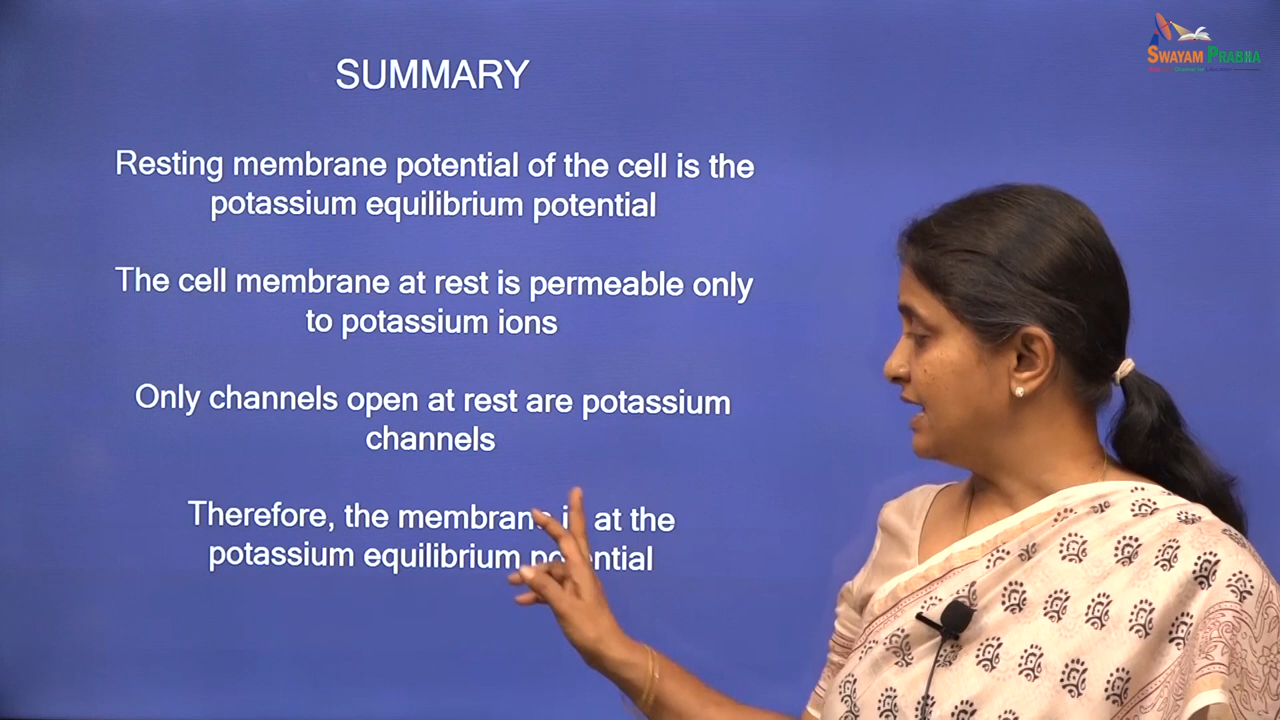 SWAYAM PRABHA
SUMMARY
Resting membrane potential of the cell is the
potassium equilibrium potential
The cell membrane at rest is permeable only
to potassium ions
Only channels open at rest are potassium
channels
Therefore, the membrane is at the
potassium equilibrium potential